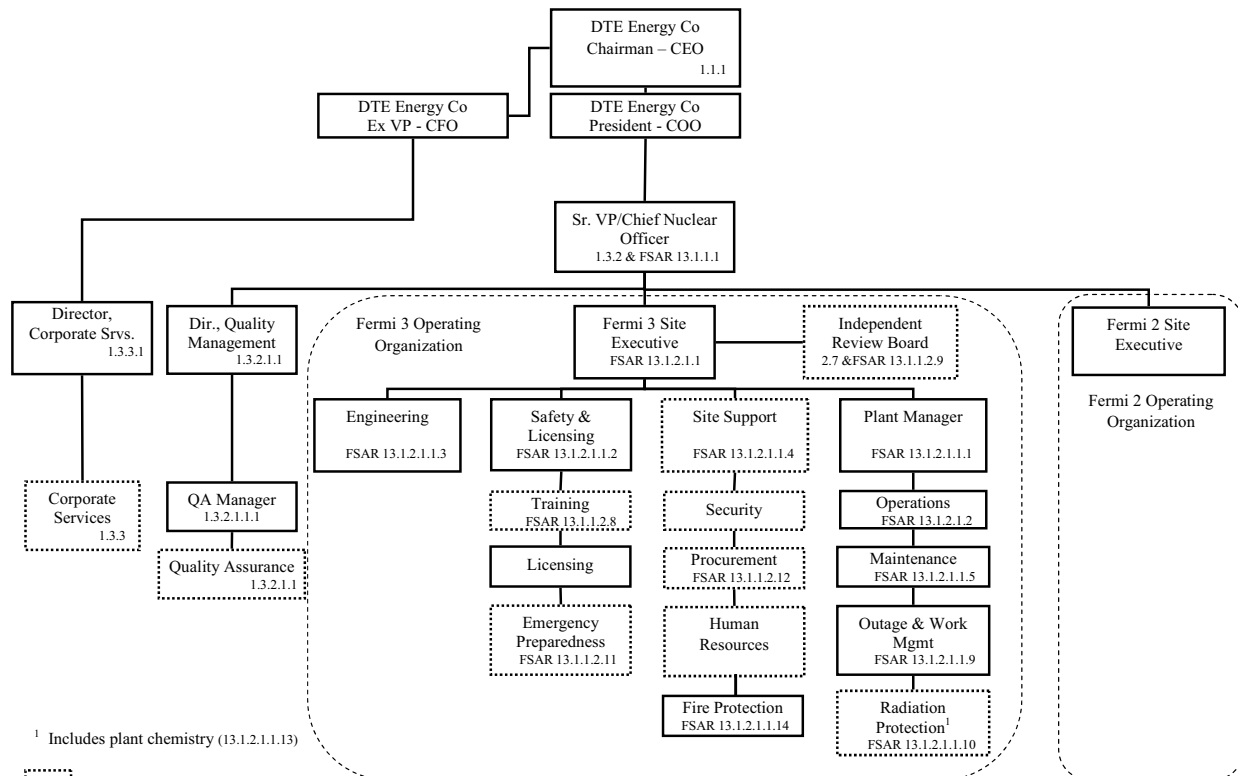 DTE Energy Co
Chairman – CEO
1.1.1
DTE Energy Co
Ex VP - CFO
DTE Energy Co
President - COO
Sr. VP/Chief Nuclear
Officer
1.3.2 & FSAR 13.1.1.1
Director,
Corporate Srvs.
1.3.3.1
Dir., Quality
Management
1.3.2.1.1
Fermi 3 Operating
Organization
Fermi 3 Site
Executive
FSAR 13.1.2.1.1
Independent
Review Board
2.7 &FSAR 13.1.1.2.9
Fermi 2 Site
Executive
Fermi 2 Operating
Organization
Engineering
FSAR 13.1.2.1.1.3
Safety &
Licensing
FSAR 13.1.2.1.1.2
Site Support
FSAR 13.1.2.1.1.4
Plant Manager
FSAR 13.1.2.1.1.1
Corporate
Services
1.3.3
QA Manager
1.3.2.1.1.1
Quality Assurance
1.3.2.1.1
Training
FSAR 13.1.1.2.8
Licensing
Emergency
Preparedness
FSAR 13.1.1.2.11
Security
Procurement
FSAR 13.1.1.2.12
Human
Resources
Fire Protection
FSAR 13.1.2.1.1.14
Operations
FSAR 13.1.2.1.2
Maintenance
FSAR 13.1.2.1.1.5
Outage & Work
Mgmt
FSAR 13.1.2.1.1.9
Radiation
Protection¹
FSAR 13.1.2.1.1.10
¹ Includes plant chemistry (13.1.2.1.1.13)